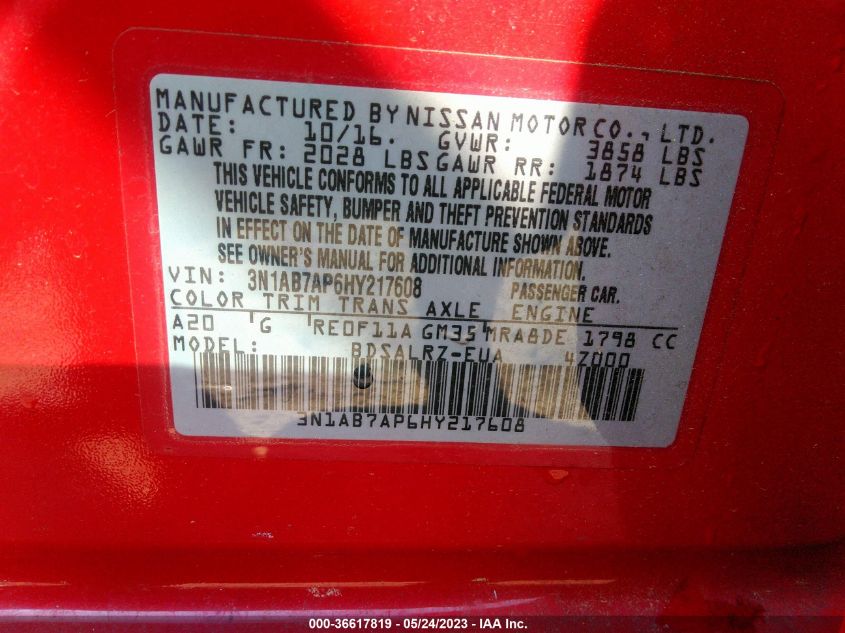 MANUFACTURED BY NISSAN MOTOR CO., LTD.
DATE: 10/16. GVWR: 3858 LBS
GAWR FR: 2028 LBS GAWR RR: 1874 LBS
THIS VEHICLE CONFORMS TO ALL APPLICABLE FEDERAL MOTOR
VEHICLE SAFETY, BUMPER AND THEFT PREVENTION STANDARDS
IN EFFECT ON THE DATE OF MANUFACTURE SHOWN ABOVE.
SEE OWNER'S MANUAL FOR ADDITIONAL INFORMATION.
VIN: 3N1AB7AP6HY217608 PASSENGER CAR.
COLOR TRIM TRANS AXLE ENGINE
A20 G RE0F11A GM35 MRA8DE 1798 CC
MODEL: BDSALRZ-EUA 4Z000
3N1AB7AP6HY217608
000-36617819 - 05/24/2023 - IAA Inc.